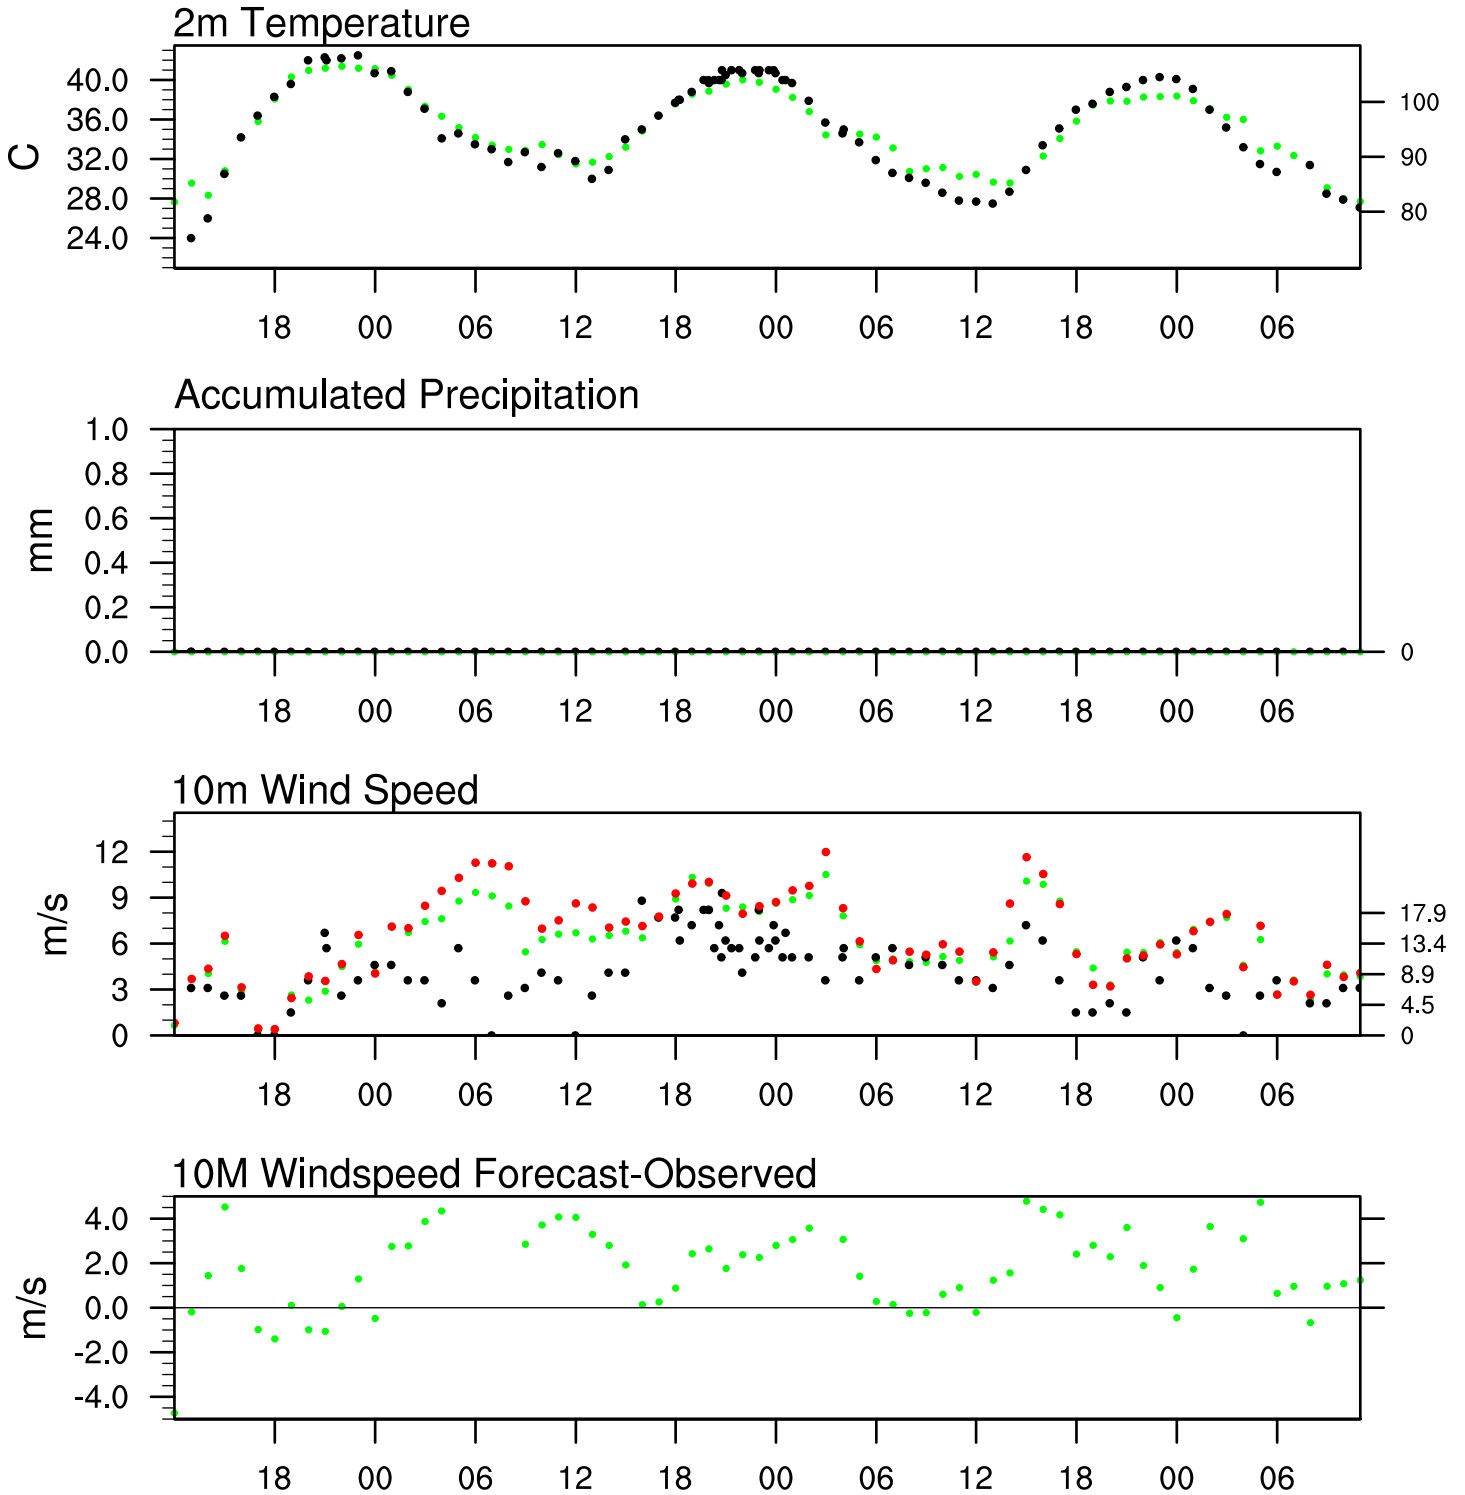 2m Temperature
40.0
36.0
32.0
28.0
24.0
C
100
90
80
18 00 06 12 18 00 06 12 18 00 06
Accumulated Precipitation
1.0
0.8
0.6
0.4
0.2
0.0
mm
0
18 00 06 12 18 00 06 12 18 00 06
10m Wind Speed
12
9
6
3
0
m/s
17.9
13.4
8.9
4.5
0
18 00 06 12 18 00 06 12 18 00 06
10M Windspeed Forecast-Observed
4.0
2.0
0.0
-2.0
-4.0
m/s
18 00 06 12 18 00 06 12 18 00 06